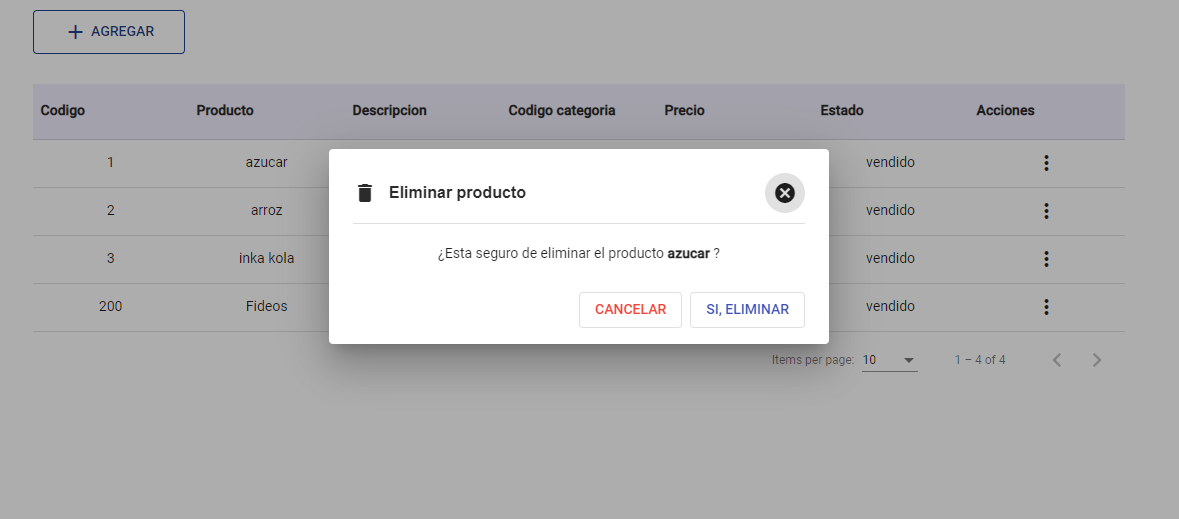 AGREGAR
Codigo Producto Descripcion Codigo categoria Precio Estado Acciones
1 azucar vendido
Eliminar producto
2 arroz vendido
¿Esta seguro de eliminar el producto azucar ?
3 inka kola vendido
200 Fideos vendido
CANCELAR SI, ELIMINAR
Items per page: 10 1 – 4 of 4